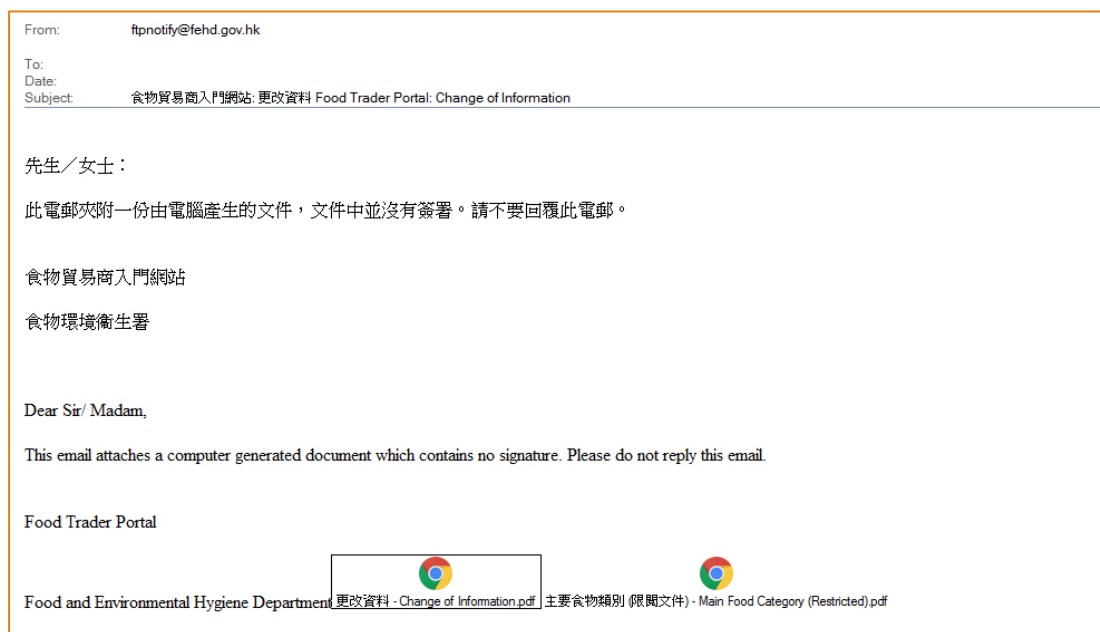 From: ftpnotify@fehd.gov.hk
To:
Date:
Subject: 食物貿易商入門網站: 更改資料 Food Trader Portal: Change of Information
先生／女士：
此電郵夾附一份由電腦產生的文件，文件中並沒有簽署。請不要回覆此電郵。
食物貿易商入門網站
食物環境衞生署
Dear Sir/ Madam,
This email attaches a computer generated document which contains no signature. Please do not reply this email.
Food Trader Portal
Food and Environmental Hygiene Department 更改資料 - Change of Information.pdf 主要食物類別 (限閱文件) - Main Food Category (Restricted).pdf